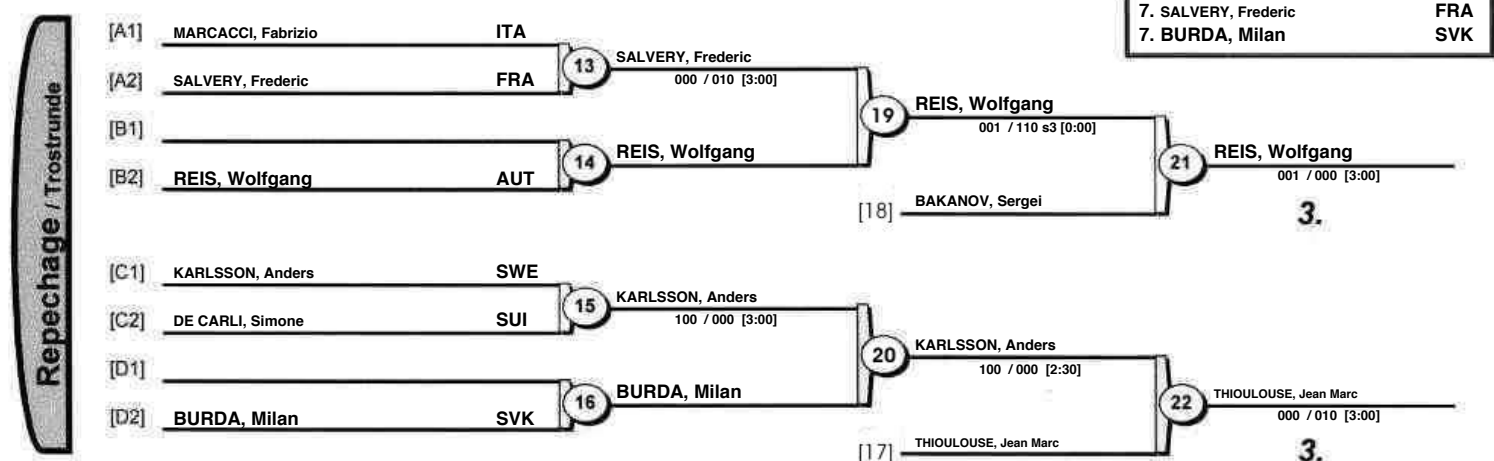 7. SALVERY, Frederic FRA
7. BURDA, Milan SVK
Repechage / Trostrunde
[A1] MARCACCI, Fabrizio ITA
13 SALVERY, Frederic
000 / 010 [3:00]
[A2] SALVERY, Frederic FRA
19 REIS, Wolfgang
001 / 110 s3 [0:00]
[B1]
14 REIS, Wolfgang
[B2] REIS, Wolfgang AUT
21 REIS, Wolfgang
001 / 000 [3:00]
[18] BAKANOV, Sergei
3.
[C1] KARLSSON, Anders SWE
15 KARLSSON, Anders
100 / 000 [3:00]
[C2] DE CARLI, Simone SUI
20 KARLSSON, Anders
100 / 000 [2:30]
[D1]
16 BURDA, Milan
[D2] BURDA, Milan SVK
22 THIOULOUSE, Jean Marc
000 / 010 [3:00]
[17] THIOULOUSE, Jean Marc
3.